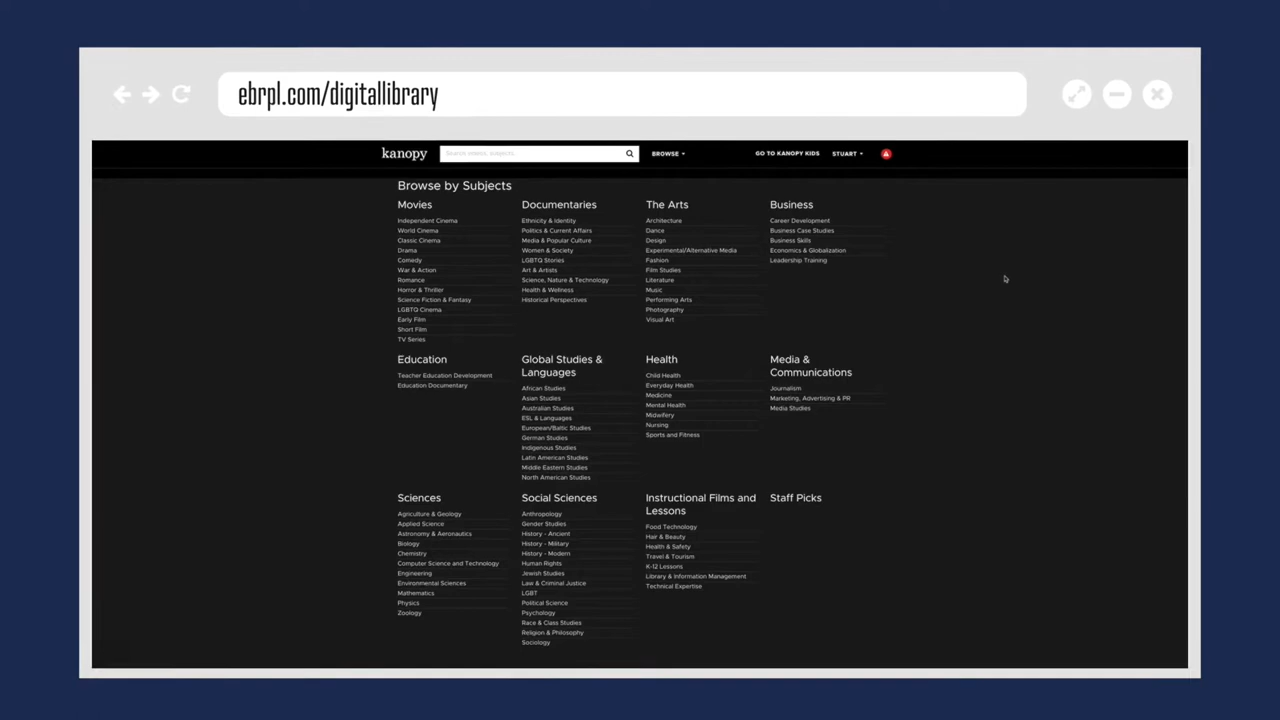 ebrpl.com/digitallibrary
kanopy
Search videos, subjects...
BROWSE
GO TO KANOPY KIDS
STUART
Browse by Subjects
Movies
Independent Cinema
World Cinema
Classic Cinema
Drama
Comedy
War & Action
Romance
Horror & Thriller
Science Fiction & Fantasy
LGBTQ Cinema
Early Film
Short Film
TV Series
Documentaries
Ethnicity & Identity
Politics & Current Affairs
Media & Popular Culture
Women & Society
LGBTQ Stories
Art & Artists
Science, Nature & Technology
Health & Wellness
Historical Perspectives
The Arts
Architecture
Dance
Design
Experimental/Alternative Media
Fashion
Film Studies
Literature
Music
Performing Arts
Photography
Visual Art
Business
Career Development
Business Case Studies
Business Skills
Economics & Globalization
Leadership Training
Education
Teacher Education Development
Education Documentary
Global Studies &
Languages
African Studies
Asian Studies
Australian Studies
ESL & Languages
European/Baltic Studies
German Studies
Indigenous Studies
Latin American Studies
Middle Eastern Studies
North American Studies
Health
Child Health
Everyday Health
Medicine
Mental Health
Midwifery
Nursing
Sports and Fitness
Media &
Communications
Journalism
Marketing, Advertising & PR
Media Studies
Sciences
Agriculture & Geology
Applied Science
Astronomy & Aeronautics
Biology
Chemistry
Computer Science and Technology
Engineering
Environmental Sciences
Mathematics
Physics
Zoology
Social Sciences
Anthropology
Gender Studies
History - Ancient
History - Military
History - Modern
Human Rights
Jewish Studies
Law & Criminal Justice
LGBT
Political Science
Psychology
Race & Class Studies
Religion & Philosophy
Sociology
Instructional Films and
Lessons
Food Technology
Hair & Beauty
Health & Safety
Travel & Tourism
K-12 Lessons
Library & Information Management
Technical Expertise
Staff Picks